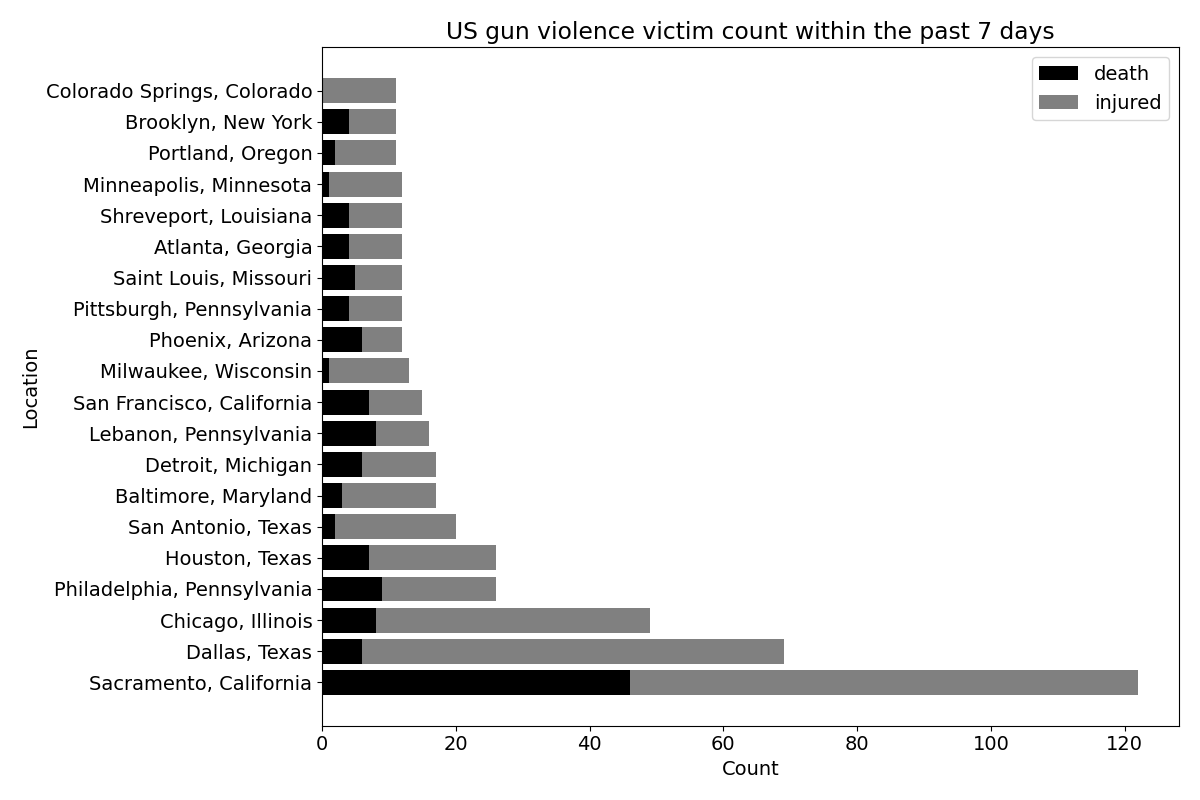 US gun violence victim count within the past 7 days
death
injured
Colorado Springs, Colorado
Brooklyn, New York
Portland, Oregon
Minneapolis, Minnesota
Shreveport, Louisiana
Atlanta, Georgia
Saint Louis, Missouri
Pittsburgh, Pennsylvania
Phoenix, Arizona
Milwaukee, Wisconsin
San Francisco, California
Lebanon, Pennsylvania
Detroit, Michigan
Baltimore, Maryland
San Antonio, Texas
Houston, Texas
Philadelphia, Pennsylvania
Chicago, Illinois
Dallas, Texas
Sacramento, California
Location
0 20 40 60 80 100 120
Count